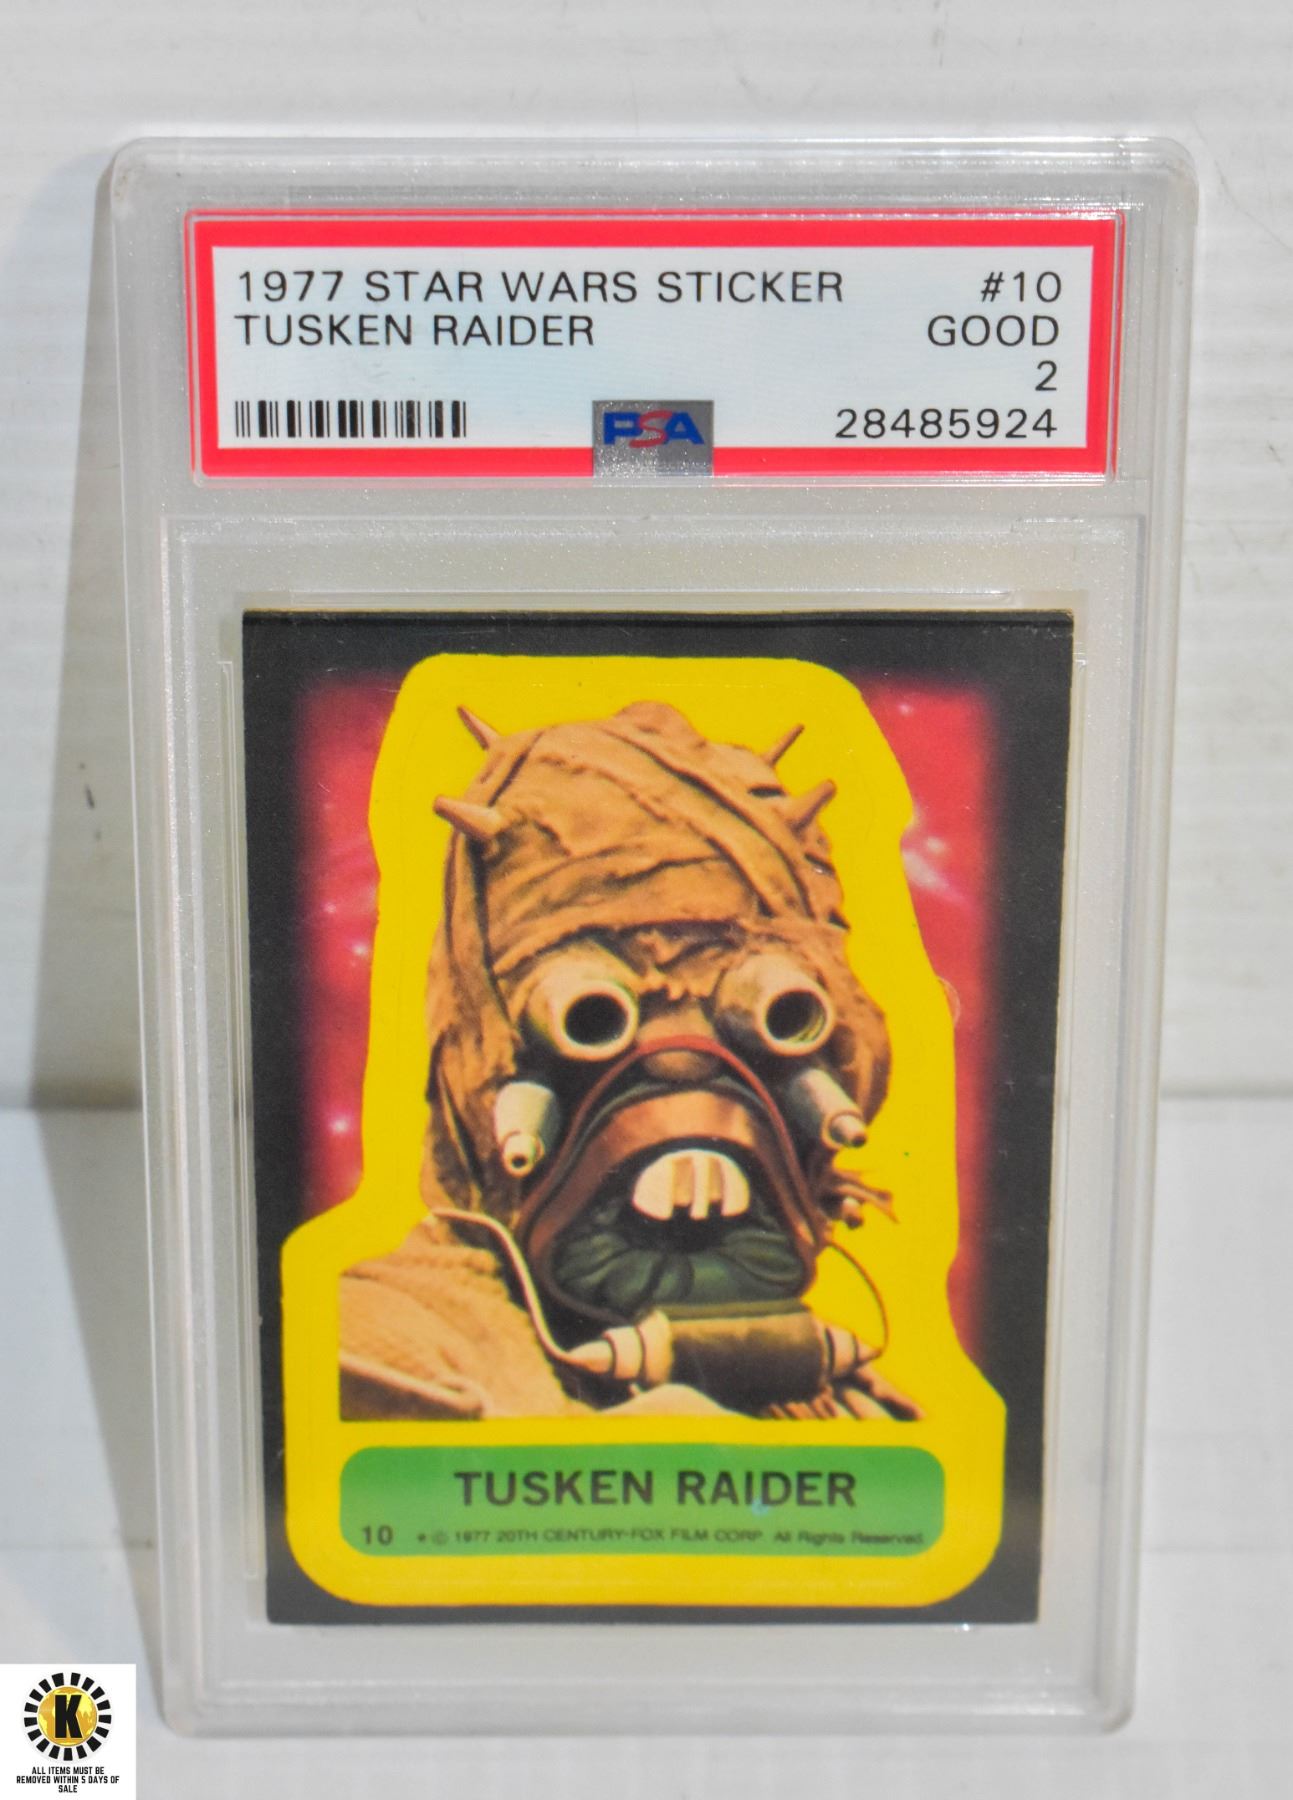 1977 STAR WARS STICKER #10
TUSKEN RAIDER GOOD
2
PSA 28485924
TUSKEN RAIDER
10 * © 1977 20TH CENTURY-FOX FILM CORP. All Rights Reserved.
K
ALL ITEMS MUST BE
REMOVED WITHIN 5 DAYS OF
SALE